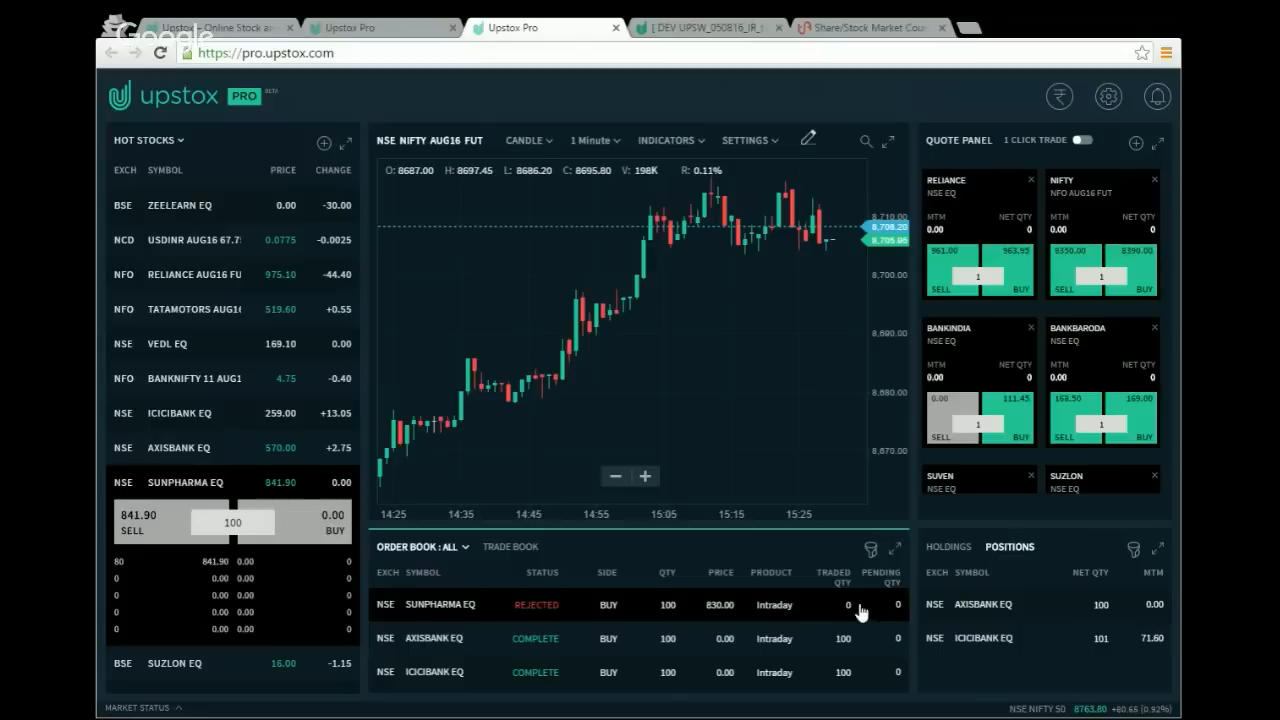 Upstox - Online Stock a
Upstox Pro
Upstox Pro
[ DEV UPSW_050816_IR_
Share/Stock Market Cou
Google
https://pro.upstox.com
upstox PRO BETA
HOT STOCKS
EXCH SYMBOL PRICE CHANGE
BSE ZEELEARN EQ 0.00 -30.00
NCD USDINR AUG16 67.7 0.0775 -0.0025
NFO RELIANCE AUG16 FU 975.10 -44.40
NFO TATAMOTORS AUG16 519.60 +0.55
NSE VEDL EQ 169.10 0.00
NFO BANKNIFTY 11 AUG1 4.75 -0.40
NSE ICICIBANK EQ 259.00 +13.05
NSE AXISBANK EQ 570.00 +2.75
NSE SUNPHARMA EQ 841.90 0.00
841.90 100 0.00
SELL BUY
80 841.90 0.00 0
0 0.00 0.00 0
0 0.00 0.00 0
0 0.00 0.00 0
0 0.00 0.00 0
BSE SUZLON EQ 16.00 -1.15
NSE NIFTY AUG16 FUT CANDLE 1 Minute INDICATORS SETTINGS
O: 8687.00 H: 8697.45 L: 8686.20 C: 8695.80 V: 198K R: 0.11%
8,710.00
8,708.20
8,705.95
8,700.00
8,690.00
8,680.00
8,670.00
14:25 14:35 14:45 14:55 15:05 15:15 15:25
ORDER BOOK : ALL TRADE BOOK
EXCH SYMBOL STATUS SIDE QTY PRICE PRODUCT TRADED QTY PENDING QTY
NSE SUNPHARMA EQ REJECTED BUY 100 830.00 Intraday 0 0
NSE AXISBANK EQ COMPLETE BUY 100 0.00 Intraday 100 0
NSE ICICIBANK EQ COMPLETE BUY 100 0.00 Intraday 100 0
QUOTE PANEL 1 CLICK TRADE
RELIANCE
NSE EQ
MTM NET QTY
0.00 0
961.00 963.95
1
SELL BUY
NIFTY
NFO AUG16 FUT
MTM NET QTY
0.00 0
8350.00 8390.00
1
SELL BUY
BANKINDIA
NSE EQ
MTM NET QTY
0.00 0
0.00 111.45
1
SELL BUY
BANKBARODA
NSE EQ
MTM NET QTY
0.00 0
168.50 169.00
1
SELL BUY
SUVEN
NSE EQ
SUZLON
NSE EQ
HOLDINGS POSITIONS
EXCH SYMBOL NET QTY MTM
NSE AXISBANK EQ 100 0.00
NSE ICICIBANK EQ 101 71.60
MARKET STATUS
NSE NIFTY 50 8763.80 +80.65 (0.92%)